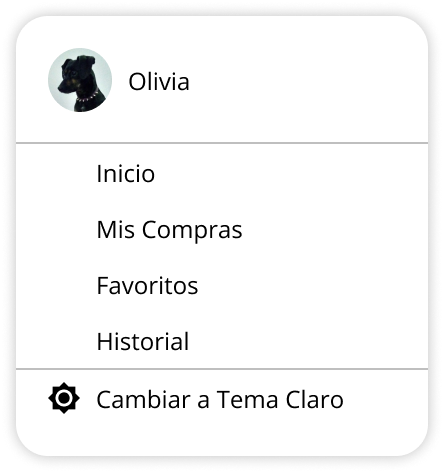 Olivia
Inicio
Mis Compras
Favoritos
Historial
Cambiar a Tema Claro